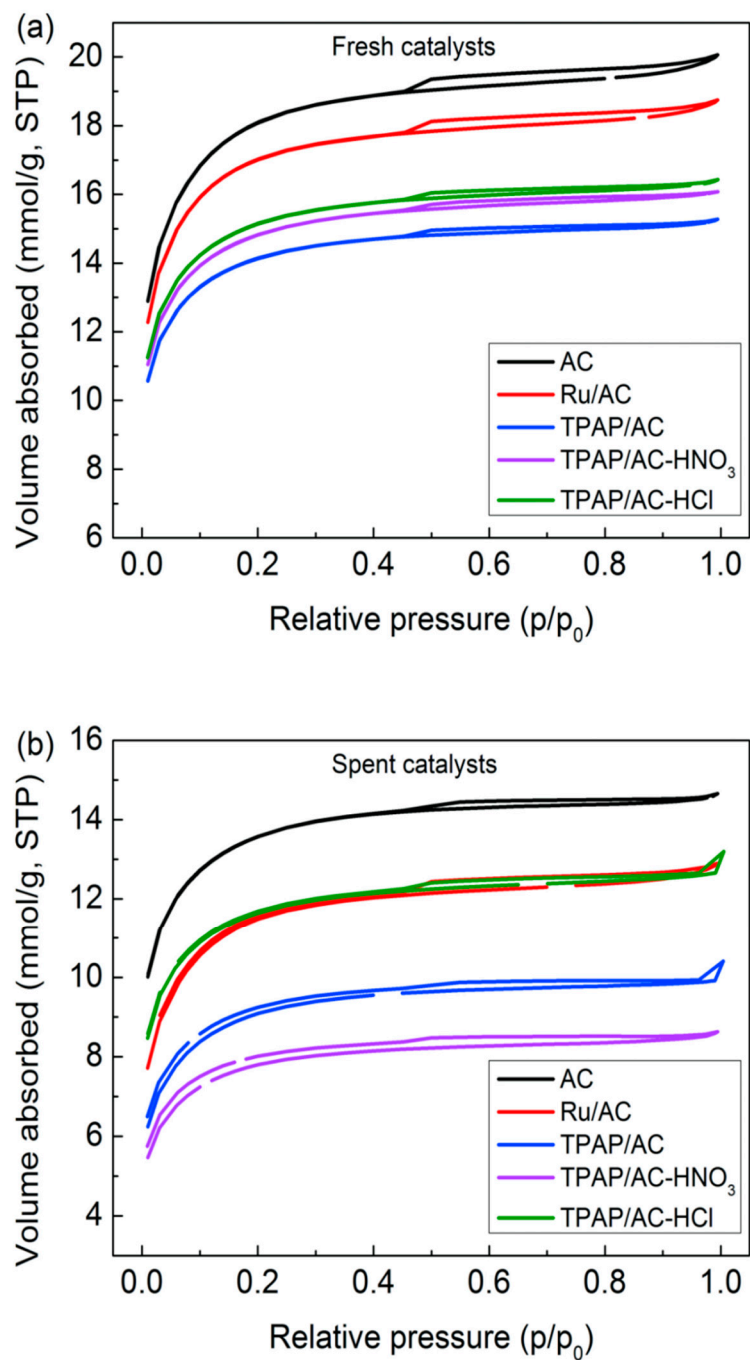 (a)
Fresh catalysts
Volume absorbed (mmol/g, STP)
20
18
16
14
12
10
8
6
AC
Ru/AC
TPAP/AC
TPAP/AC-HNO₃
TPAP/AC-HCl
0.0 0.2 0.4 0.6 0.8 1.0
Relative pressure (p/p₀)
(b)
Spent catalysts
Volume absorbed (mmol/g, STP)
16
14
12
10
8
6
4
AC
Ru/AC
TPAP/AC
TPAP/AC-HNO₃
TPAP/AC-HCl
0.0 0.2 0.4 0.6 0.8 1.0
Relative pressure (p/p₀)